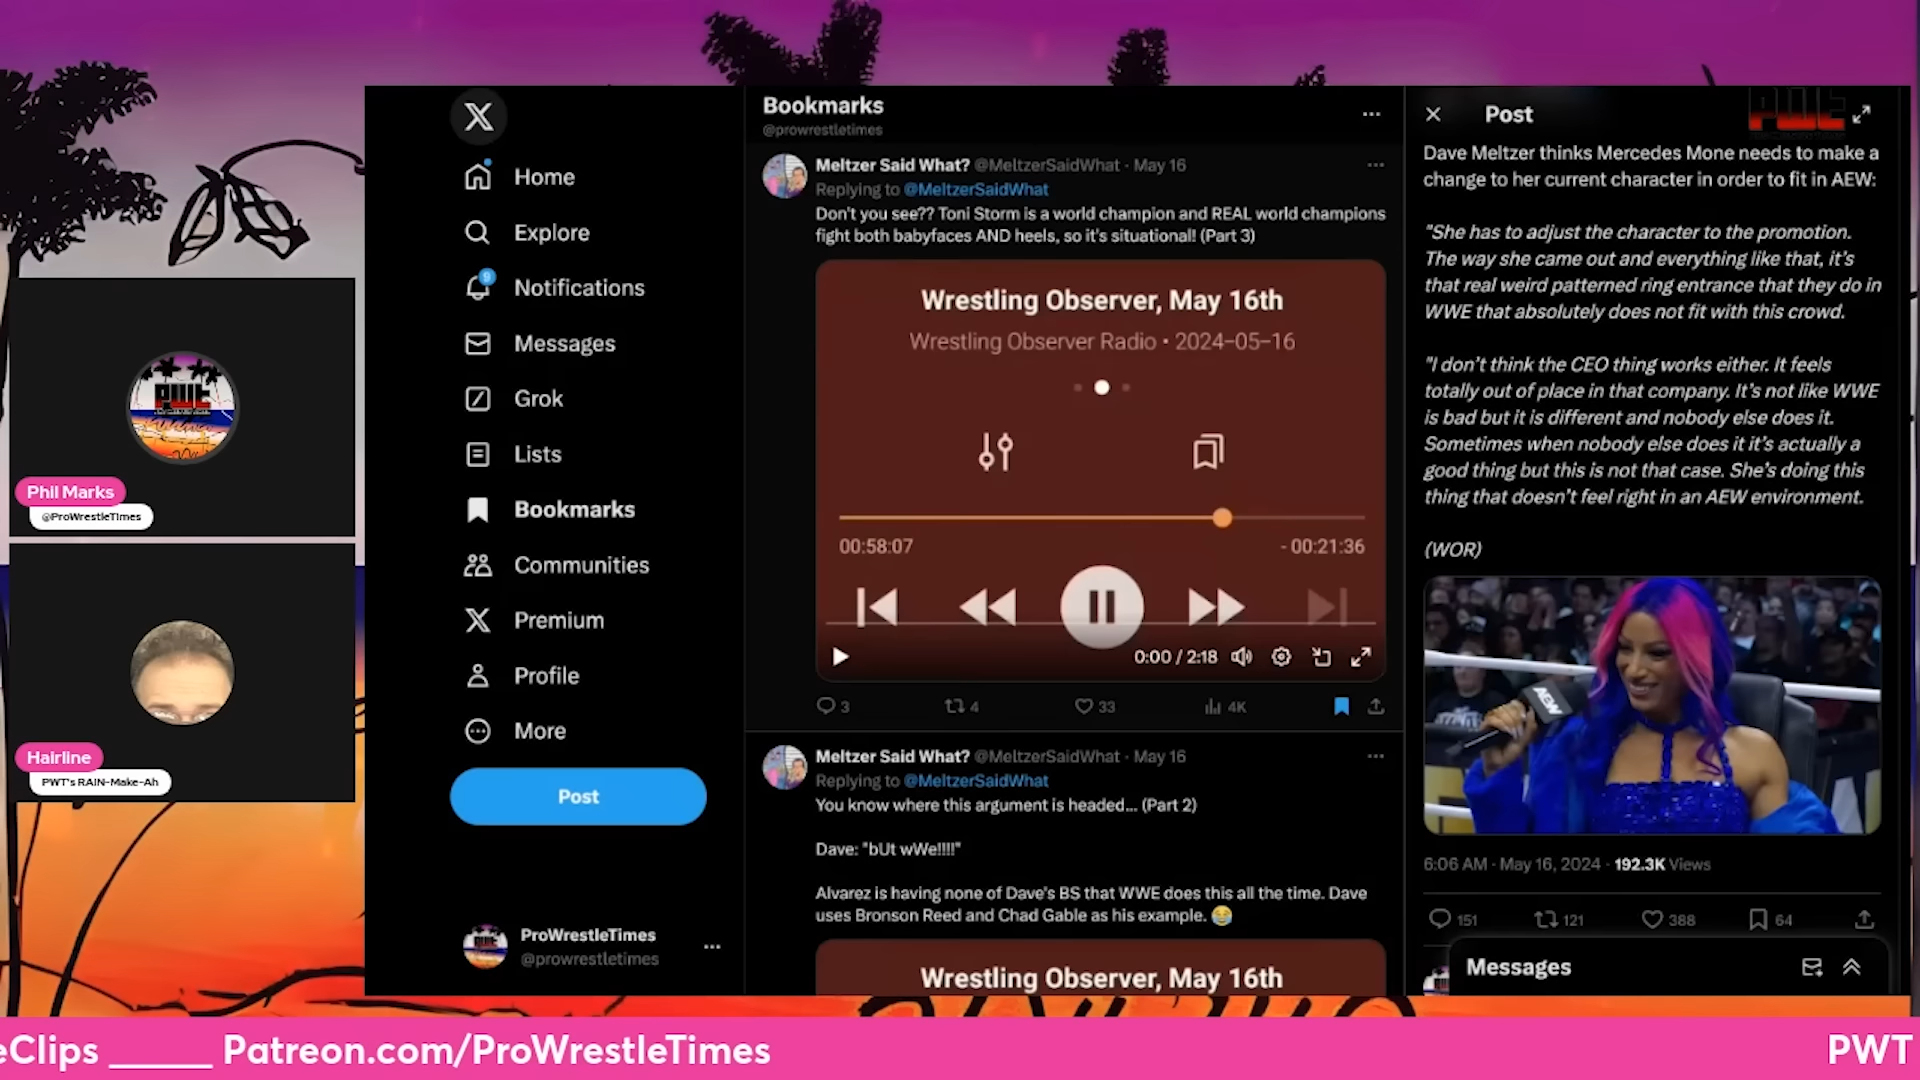 Phil Marks
@ProWrestleTimes
Hairline
PWT's RAIN-Make-Ah
Home
Explore
9
Notifications
Messages
Grok
Lists
Bookmarks
Communities
Premium
Profile
More
Post
ProWrestleTimes
@prowrestletimes
Bookmarks
@prowrestletimes
Meltzer Said What? @MeltzerSaidWhat · May 16
Replying to @MeltzerSaidWhat
Don't you see?? Toni Storm is a world champion and REAL world champions
fight both babyfaces AND heels, so it's situational! (Part 3)
Wrestling Observer, May 16th
Wrestling Observer Radio • 2024-05-16
00:58:07
- 00:21:36
0:00 / 2:18
3
4
33
4K
Meltzer Said What? @MeltzerSaidWhat · May 16
Replying to @MeltzerSaidWhat
You know where this argument is headed... (Part 2)
Dave: "bUt wWe!!!!"
Alvarez is having none of Dave's BS that WWE does this all the time. Dave
uses Bronson Reed and Chad Gable as his example. 😂
Wrestling Observer, May 16th
Post
PWT
Dave Meltzer thinks Mercedes Mone needs to make a
change to her current character in order to fit in AEW:
"She has to adjust the character to the promotion.
The way she came out and everything like that, it's
that real weird patterned ring entrance that they do in
WWE that absolutely does not fit with this crowd.
"I don't think the CEO thing works either. It feels
totally out of place in that company. It's not like WWE
is bad but it is different and nobody else does it.
Sometimes when nobody else does it it's actually a
good thing but this is not that case. She's doing this
thing that doesn't feel right in an AEW environment.
(WOR)
AEW
6:06 AM · May 16, 2024 · 192.3K Views
151
121
388
64
Messages
eClips ______ Patreon.com/ProWrestleTimes
PWT